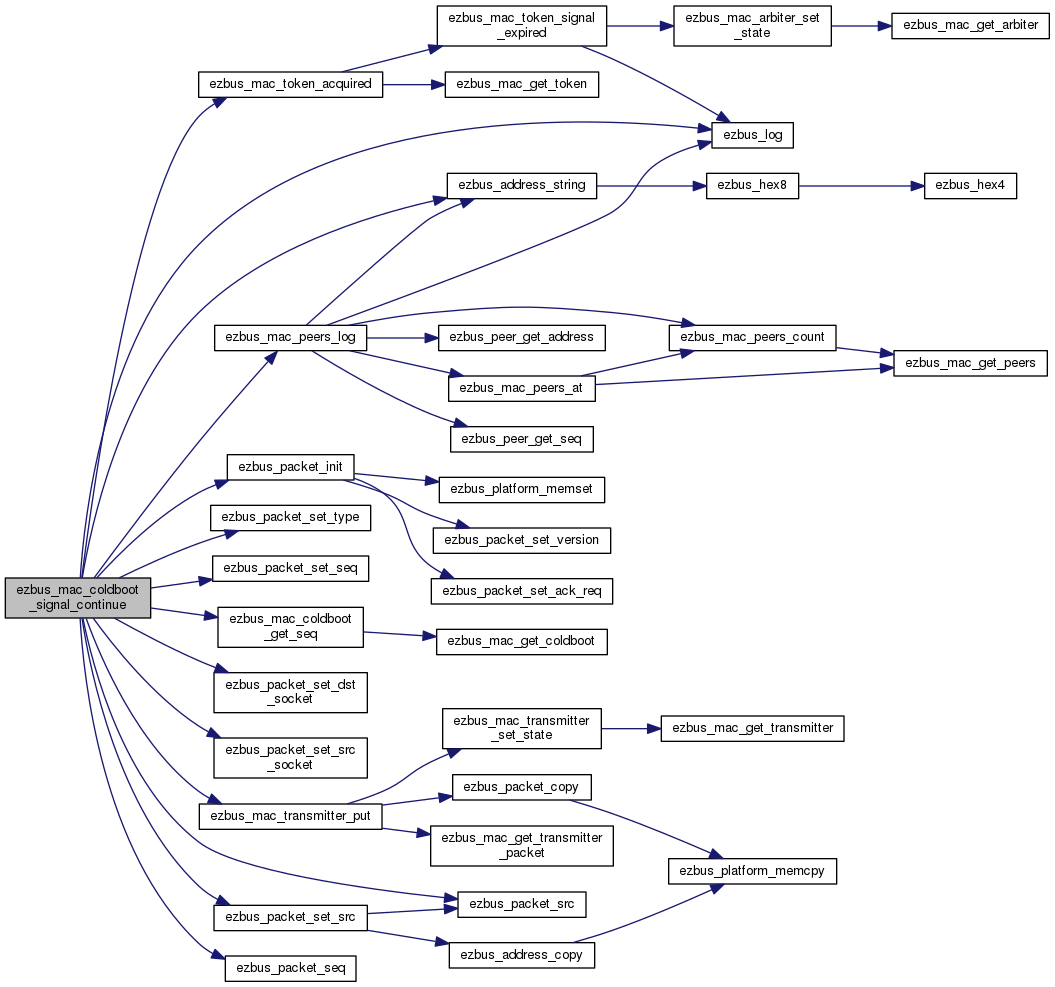 ezbus_mac_token_signal
_expired
ezbus_mac_arbiter_set
_state
ezbus_mac_get_arbiter
ezbus_mac_token_acquired
ezbus_mac_get_token
ezbus_log
ezbus_address_string
ezbus_hex8
ezbus_hex4
ezbus_mac_peers_log
ezbus_peer_get_address
ezbus_mac_peers_count
ezbus_mac_get_peers
ezbus_mac_peers_at
ezbus_peer_get_seq
ezbus_packet_init
ezbus_platform_memset
ezbus_packet_set_type
ezbus_packet_set_version
ezbus_packet_set_seq
ezbus_packet_set_ack_req
ezbus_mac_coldboot
_signal_continue
ezbus_mac_coldboot
_get_seq
ezbus_mac_get_coldboot
ezbus_packet_set_dst
_socket
ezbus_mac_transmitter
_set_state
ezbus_mac_get_transmitter
ezbus_packet_set_src
_socket
ezbus_packet_copy
ezbus_mac_transmitter_put
ezbus_mac_get_transmitter
_packet
ezbus_platform_memcpy
ezbus_packet_src
ezbus_packet_set_src
ezbus_address_copy
ezbus_packet_seq